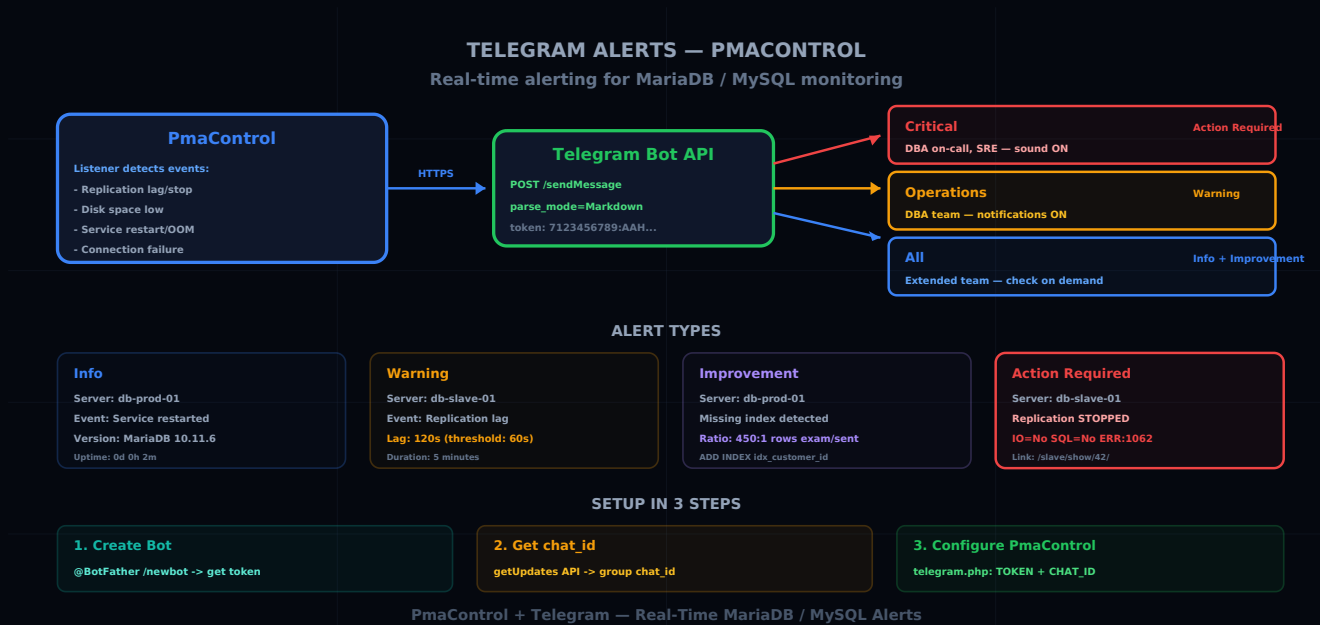 TELEGRAM ALERTS — PMACONTROL
Real-time alerting for MariaDB / MySQL monitoring
PmaControl
Listener detects events:
- Replication lag/stop
- Disk space low
- Service restart/OOM
- Connection failure
HTTPS
Telegram Bot API
POST /sendMessage
parse_mode=Markdown
token: 7123456789:AAH...
Critical
Action Required
DBA on-call, SRE — sound ON
Operations
Warning
DBA team — notifications ON
All
Info + Improvement
Extended team — check on demand
ALERT TYPES
Info
Server: db-prod-01
Event: Service restarted
Version: MariaDB 10.11.6
Uptime: 0d 0h 2m
Warning
Server: db-slave-01
Event: Replication lag
Lag: 120s (threshold: 60s)
Duration: 5 minutes
Improvement
Server: db-prod-01
Missing index detected
Ratio: 450:1 rows exam/sent
ADD INDEX idx_customer_id
Action Required
Server: db-slave-01
Replication STOPPED
IO=No SQL=No ERR:1062
Link: /slave/show/42/
SETUP IN 3 STEPS
1. Create Bot
@BotFather /newbot -> get token
2. Get chat_id
getUpdates API -> group chat_id
3. Configure PmaControl
telegram.php: TOKEN + CHAT_ID
PmaControl + Telegram — Real-Time MariaDB / MySQL Alerts